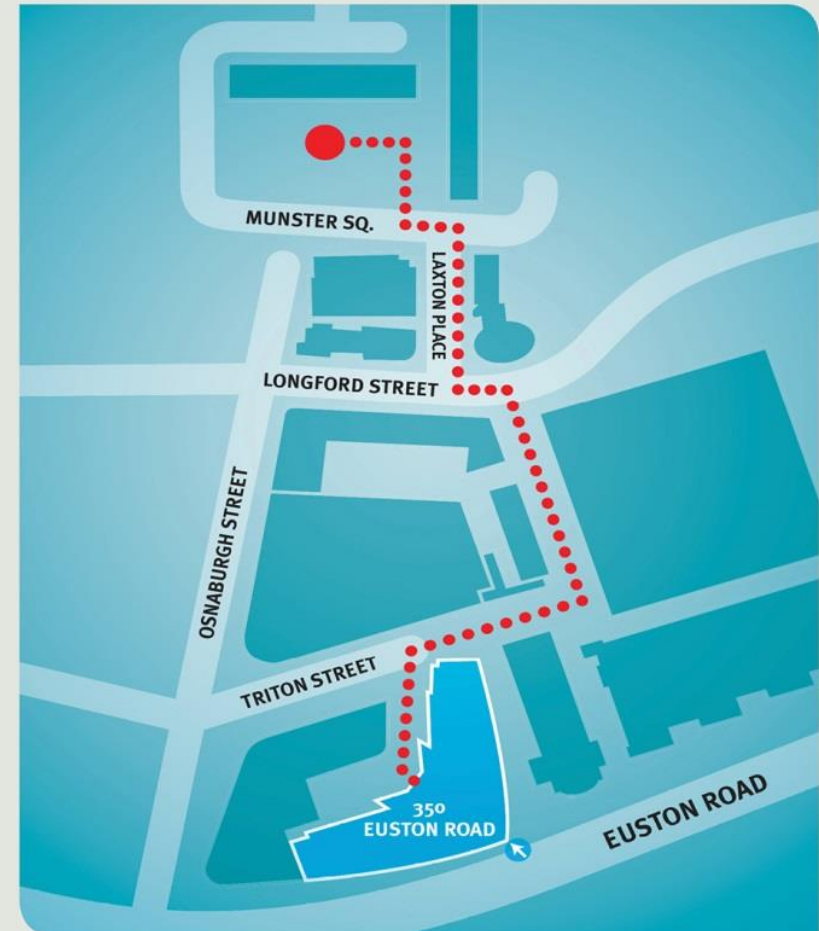 MUNSTER SQ.
LAXTON PLACE
LONGFORD STREET
OSNABURGH STREET
TRITON STREET
350
EUSTON ROAD
EUSTON ROAD